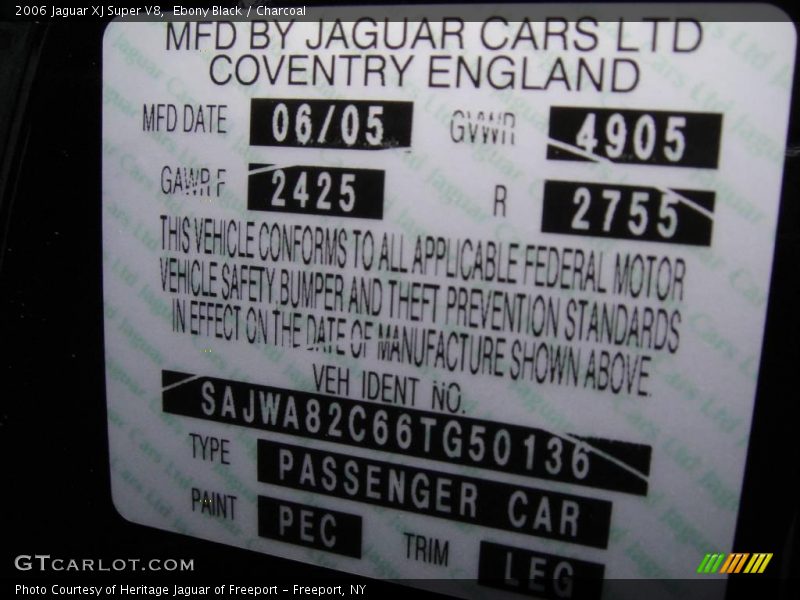 2006 Jaguar XJ Super V8, Ebony Black / Charcoal
MFD BY JAGUAR CARS LTD
COVENTRY ENGLAND
MFD DATE 06/05 GVWR 4905
GAWR F 2425 R 2755
THIS VEHICLE CONFORMS TO ALL APPLICABLE FEDERAL MOTOR
VEHICLE SAFETY, BUMPER AND THEFT PREVENTION STANDARDS
IN EFFECT ON THE DATE OF MANUFACTURE SHOWN ABOVE.
VEH IDENT NO.
SAJWA82C66TG50136
TYPE PASSENGER CAR
PAINT PEC TRIM LEG
GTCARLOT.COM
Photo Courtesy of Heritage Jaguar of Freeport - Freeport, NY